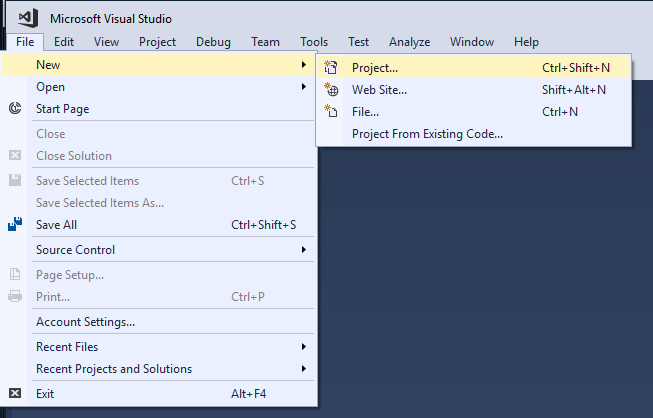 Microsoft Visual Studio
File Edit View Project Debug Team Tools Test Analyze Window Help
New
Project... Ctrl+Shift+N
Open
Web Site... Shift+Alt+N
Start Page
File... Ctrl+N
Close
Project From Existing Code...
Close Solution
Save Selected Items Ctrl+S
Save Selected Items As...
Save All Ctrl+Shift+S
Source Control
Page Setup...
Print... Ctrl+P
Account Settings...
Recent Files
Recent Projects and Solutions
Exit Alt+F4